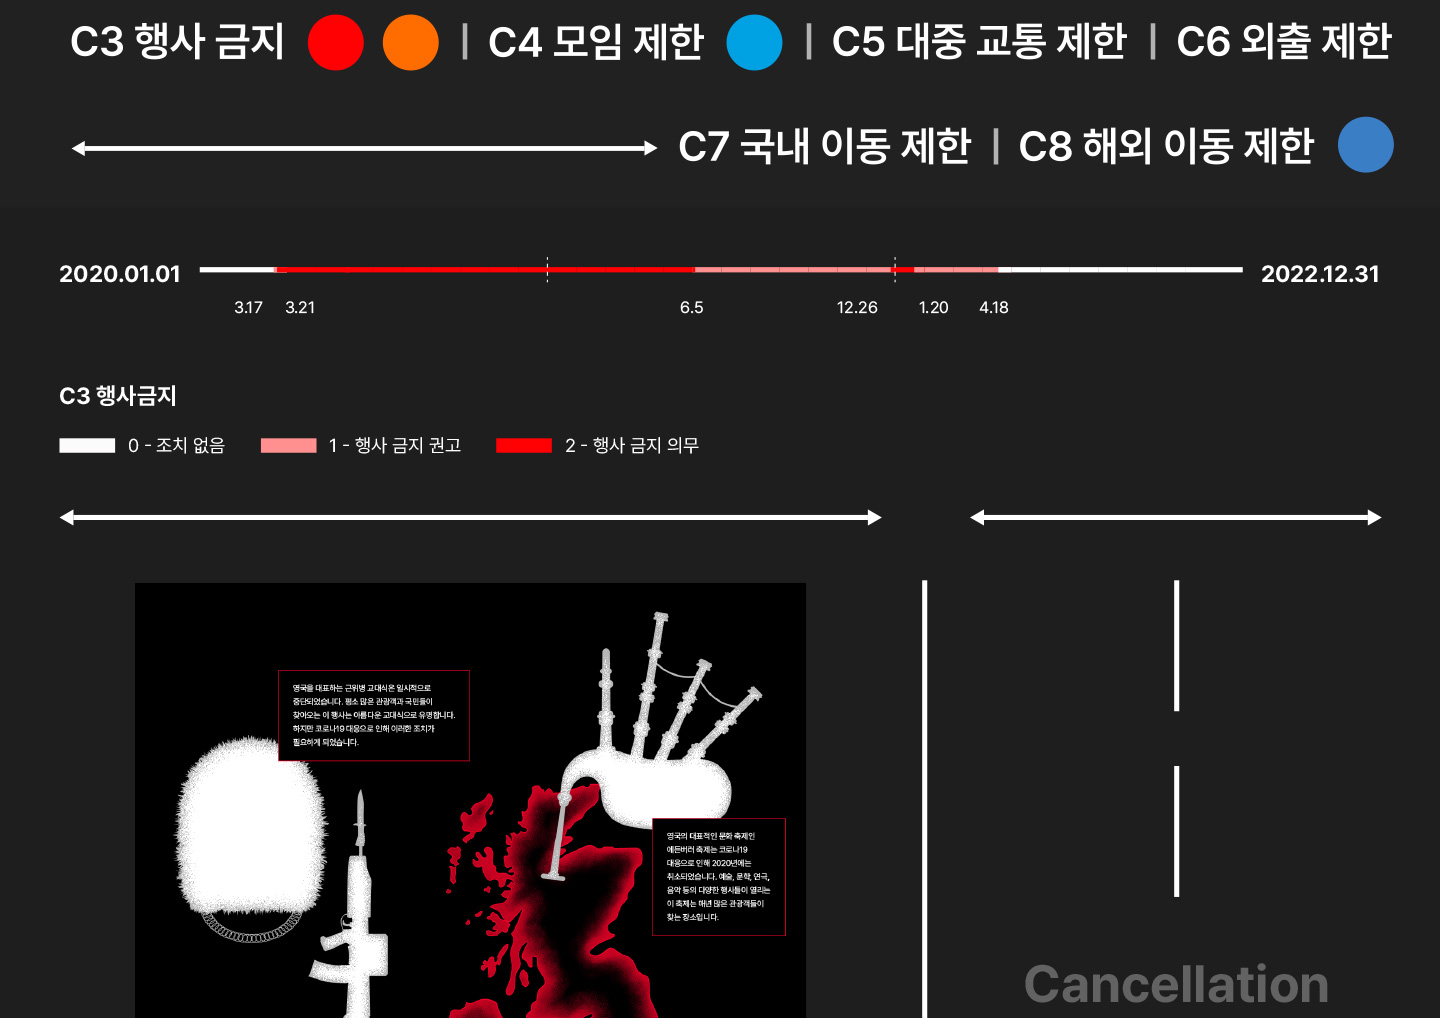 C3 행사 금지 | C4 모임 제한 | C5 대중 교통 제한 | C6 외출 제한
C7 국내 이동 제한 | C8 해외 이동 제한
2020.01.01
2022.12.31
3.17
3.21
6.5
12.26
1.20
4.18
C3 행사금지
0 - 조치 없음
1 - 행사 금지 권고
2 - 행사 금지 의무
영국을 대표하는 근위병 교대식은 일시적으로
중단되었습니다. 평소 많은 관광객과 국민들이
찾아오는 이 행사는 아름다운 교대식으로 유명합니다.
하지만 코로나19 대응으로 인해 이러한 조치가
필요하게 되었습니다.
영국의 대표적인 문화 축제인
에든버러 축제는 코로나19
대응으로 인해 2020년에는
취소되었습니다. 예술, 문학, 연극,
음악 등의 다양한 행사들이 열리는
이 축제는 매년 많은 관광객들이
찾는 장소입니다.
Cancellation